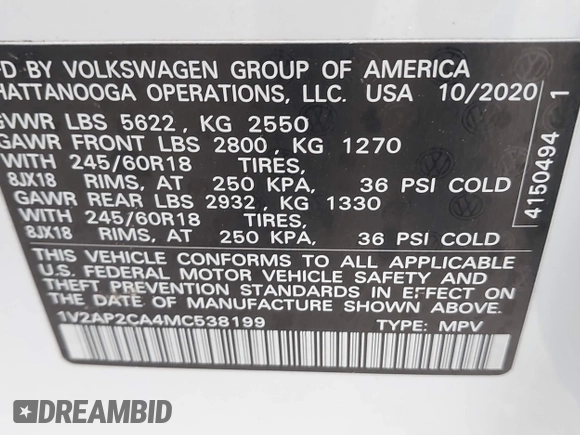 FD BY VOLKSWAGEN GROUP OF AMERICA
HATTANOOGA OPERATIONS, LLC. USA 10/2020
GVWR LBS 5622, KG 2550
GAWR FRONT LBS 2800, KG 1270
WITH 245/60R18 TIRES,
8JX18 RIMS, AT 250 KPA, 36 PSI COLD
GAWR REAR LBS 2932, KG 1330
WITH 245/60R18 TIRES,
8JX18 RIMS, AT 250 KPA, 36 PSI COLD
THIS VEHICLE CONFORMS TO ALL APPLICABLE
U.S. FEDERAL MOTOR VEHICLE SAFETY AND
THEFT PREVENTION STANDARDS IN EFFECT ON
THE DATE OF MANUFACTURE SHOWN ABOVE.
1V2AP2CA4MC538199 TYPE: MPV
4150494 1
DREAMBID